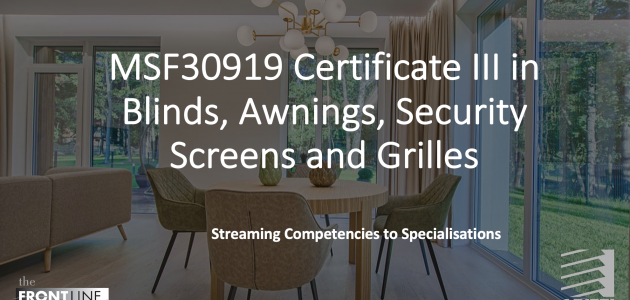 MSF30919 Certificate III in
Blinds, Awnings, Security
Screens and Grilles
Streaming Competencies to Specialisations
the
FRONTLINE